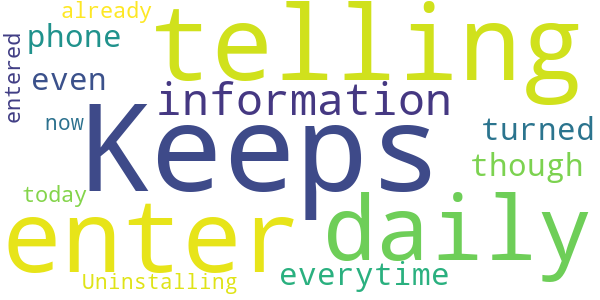 already
telling
phone
entered
even
information
Keeps
now
turned
though
today
enter
daily
everytime
Uninstalling